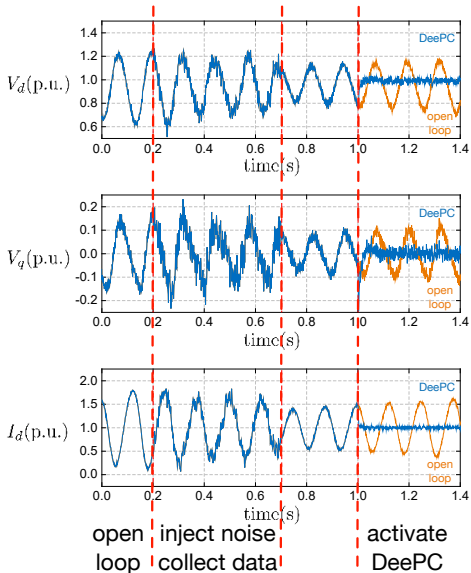 1.4
DeePC
1.2
V_d(p.u.) 1.0
0.8
open
0.6
loop
0.0 0.2 0.4 0.6 0.8 1.0 1.2 1.4
time(s)
0.2
DeePC
0.1
V_q(p.u.) 0.0
-0.1
open
-0.2
loop
0.0 0.2 0.4 0.6 0.8 1.0 1.2 1.4
time(s)
2.0
DeePC
1.5
I_d(p.u.) 1.0
0.5
open
0.0
loop
0.0 0.2 0.4 0.6 0.8 1.0 1.2 1.4
time(s)
open inject noise activate
loop collect data DeePC